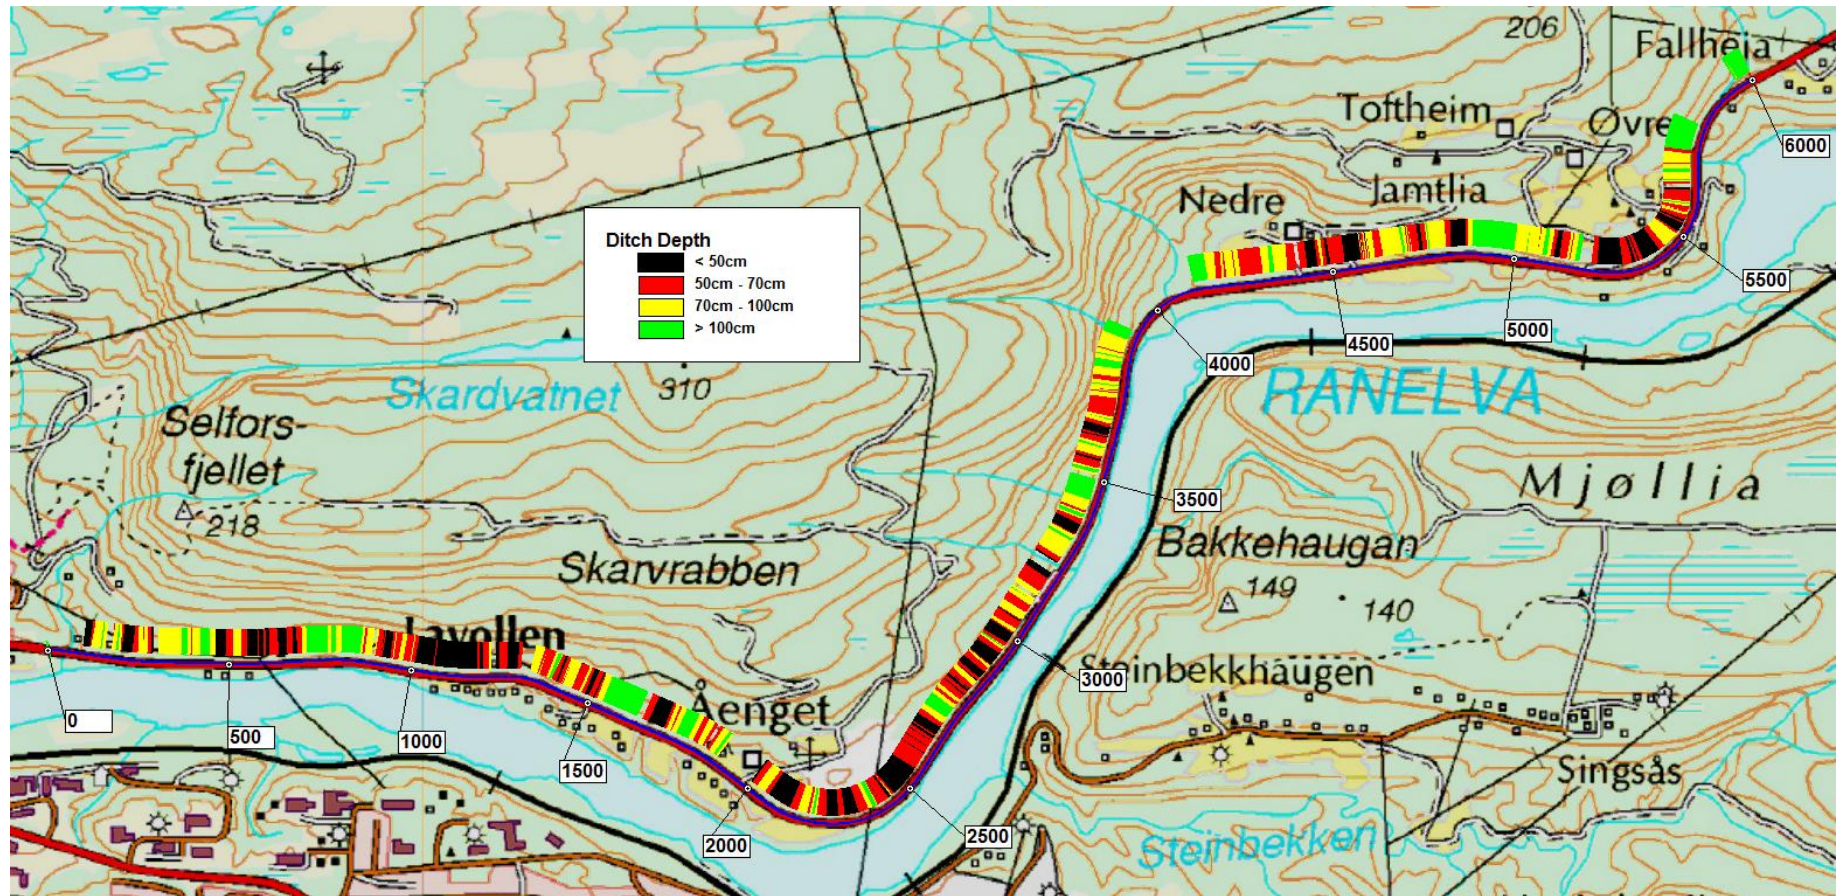 206
Fallheia
Toftheim
Øvre
6000
Nedre
Jamtlia
Ditch Depth
< 50cm
50cm - 70cm
70cm - 100cm
> 100cm
5500
5000
4500
4000
310
Skardvatnet
RANELVA
Selfors-
fjellet
218
Mjøllia
3500
Bakkehaugan
149
140
Skarvrabben
Lavollen
3000
Steinbekkhaugen
Åenget
0
500
1000
1500
Singsås
2000
2500
Steinbekken